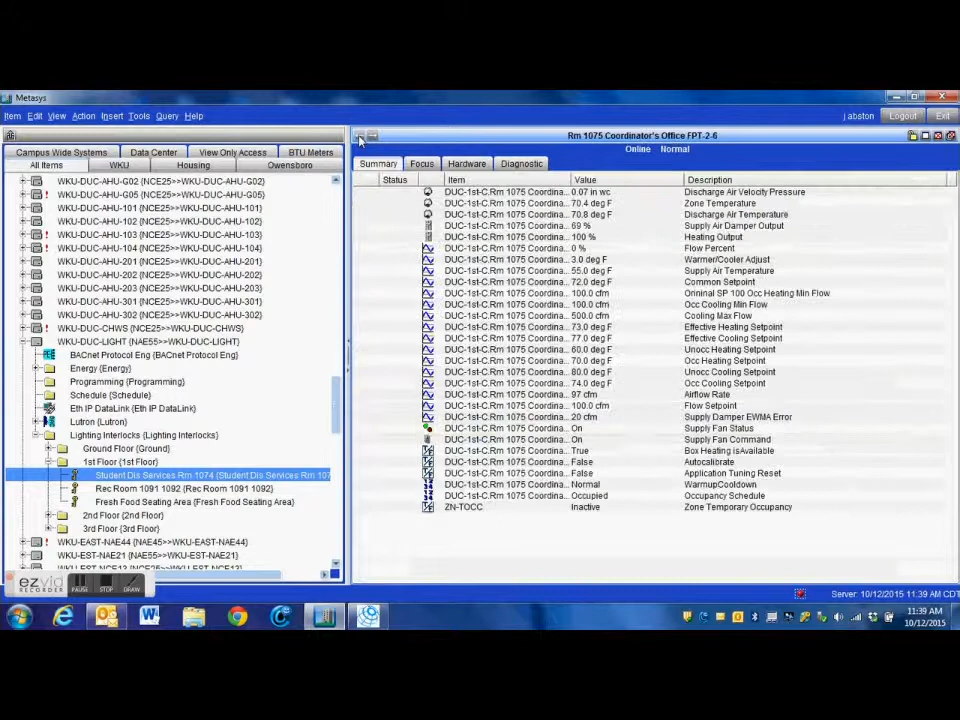 Metasys
Item Edit View Action Insert Tools Query Help
jabston Logout Exit
Campus Wide Systems Data Center View Only Access BTU Meters
All Items WKU Housing Owensboro
WKU-DUC-AHU-G02 {NCE25>>WKU-DUC-AHU-G02}
WKU-DUC-AHU-G05 {NCE25>>WKU-DUC-AHU-G05}
WKU-DUC-AHU-101 {NCE25>>WKU-DUC-AHU-101}
WKU-DUC-AHU-102 {NCE25>>WKU-DUC-AHU-102}
WKU-DUC-AHU-103 {NCE25>>WKU-DUC-AHU-103}
WKU-DUC-AHU-104 {NCE25>>WKU-DUC-AHU-104}
WKU-DUC-AHU-201 {NCE25>>WKU-DUC-AHU-201}
WKU-DUC-AHU-202 {NCE25>>WKU-DUC-AHU-202}
WKU-DUC-AHU-203 {NCE25>>WKU-DUC-AHU-203}
WKU-DUC-AHU-301 {NCE25>>WKU-DUC-AHU-301}
WKU-DUC-AHU-302 {NCE25>>WKU-DUC-AHU-302}
WKU-DUC-CHWS {NCE25>>WKU-DUC-CHWS}
WKU-DUC-LIGHT {NAE55>>WKU-DUC-LIGHT}
BACnet Protocol Eng {BACnet Protocol Eng}
Energy {Energy}
Programming {Programming}
Schedule {Schedule}
Eth IP DataLink {Eth IP DataLink}
Lutron {Lutron}
Lighting Interlocks {Lighting Interlocks}
Ground Floor {Ground}
1st Floor {1st Floor}
Student Dis Services Rm 1074 {Student Dis Services Rm 107
Rec Room 1091 1092 {Rec Room 1091 1092}
Fresh Food Seating Area {Fresh Food Seating Area}
2nd Floor {2nd Floor}
3rd Floor {3rd Floor}
WKU-EAST-NAE44 {NAE45>>WKU-EAST-NAE44}
WKU-EST-NAE21 {NAE55>>WKU-EST-NAE21}
WKU-EST-NCE13 {NCE25>>WKU-EST-NCE13}
Rm 1075 Coordinator's Office FPT-2-6
Online Normal
Summary Focus Hardware Diagnostic
Status Item Value Description
DUC-1st-C.Rm 1075 Coordina... 0.07 in wc Discharge Air Velocity Pressure
DUC-1st-C.Rm 1075 Coordina... 70.4 deg F Zone Temperature
DUC-1st-C.Rm 1075 Coordina... 70.8 deg F Discharge Air Temperature
DUC-1st-C.Rm 1075 Coordina... 69 % Supply Air Damper Output
DUC-1st-C.Rm 1075 Coordina... 100 % Heating Output
DUC-1st-C.Rm 1075 Coordina... 0 % Flow Percent
DUC-1st-C.Rm 1075 Coordina... 3.0 deg F Warmer/Cooler Adjust
DUC-1st-C.Rm 1075 Coordina... 55.0 deg F Supply Air Temperature
DUC-1st-C.Rm 1075 Coordina... 72.0 deg F Common Setpoint
DUC-1st-C.Rm 1075 Coordina... 100.0 cfm Orininal SP 100 Occ Heating Min Flow
DUC-1st-C.Rm 1075 Coordina... 100.0 cfm Occ Cooling Min Flow
DUC-1st-C.Rm 1075 Coordina... 500.0 cfm Cooling Max Flow
DUC-1st-C.Rm 1075 Coordina... 73.0 deg F Effective Heating Setpoint
DUC-1st-C.Rm 1075 Coordina... 77.0 deg F Effective Cooling Setpoint
DUC-1st-C.Rm 1075 Coordina... 60.0 deg F Unocc Heating Setpoint
DUC-1st-C.Rm 1075 Coordina... 70.0 deg F Occ Heating Setpoint
DUC-1st-C.Rm 1075 Coordina... 80.0 deg F Unocc Cooling Setpoint
DUC-1st-C.Rm 1075 Coordina... 74.0 deg F Occ Cooling Setpoint
DUC-1st-C.Rm 1075 Coordina... 97 cfm Airflow Rate
DUC-1st-C.Rm 1075 Coordina... 100.0 cfm Flow Setpoint
DUC-1st-C.Rm 1075 Coordina... 20 cfm Supply Damper EWMA Error
DUC-1st-C.Rm 1075 Coordina... On Supply Fan Status
DUC-1st-C.Rm 1075 Coordina... On Supply Fan Command
DUC-1st-C.Rm 1075 Coordina... True Box Heating isAvailable
DUC-1st-C.Rm 1075 Coordina... False Autocalibrate
DUC-1st-C.Rm 1075 Coordina... False Application Tuning Reset
DUC-1st-C.Rm 1075 Coordina... Normal WarmupCooldown
DUC-1st-C.Rm 1075 Coordina... Occupied Occupancy Schedule
ZN-TOCC Inactive Zone Temporary Occupancy
ezvid RECORDER PAUSE STOP DRAW
Server: 10/12/2015 11:39 AM CDT
11:39 AM
10/12/2015